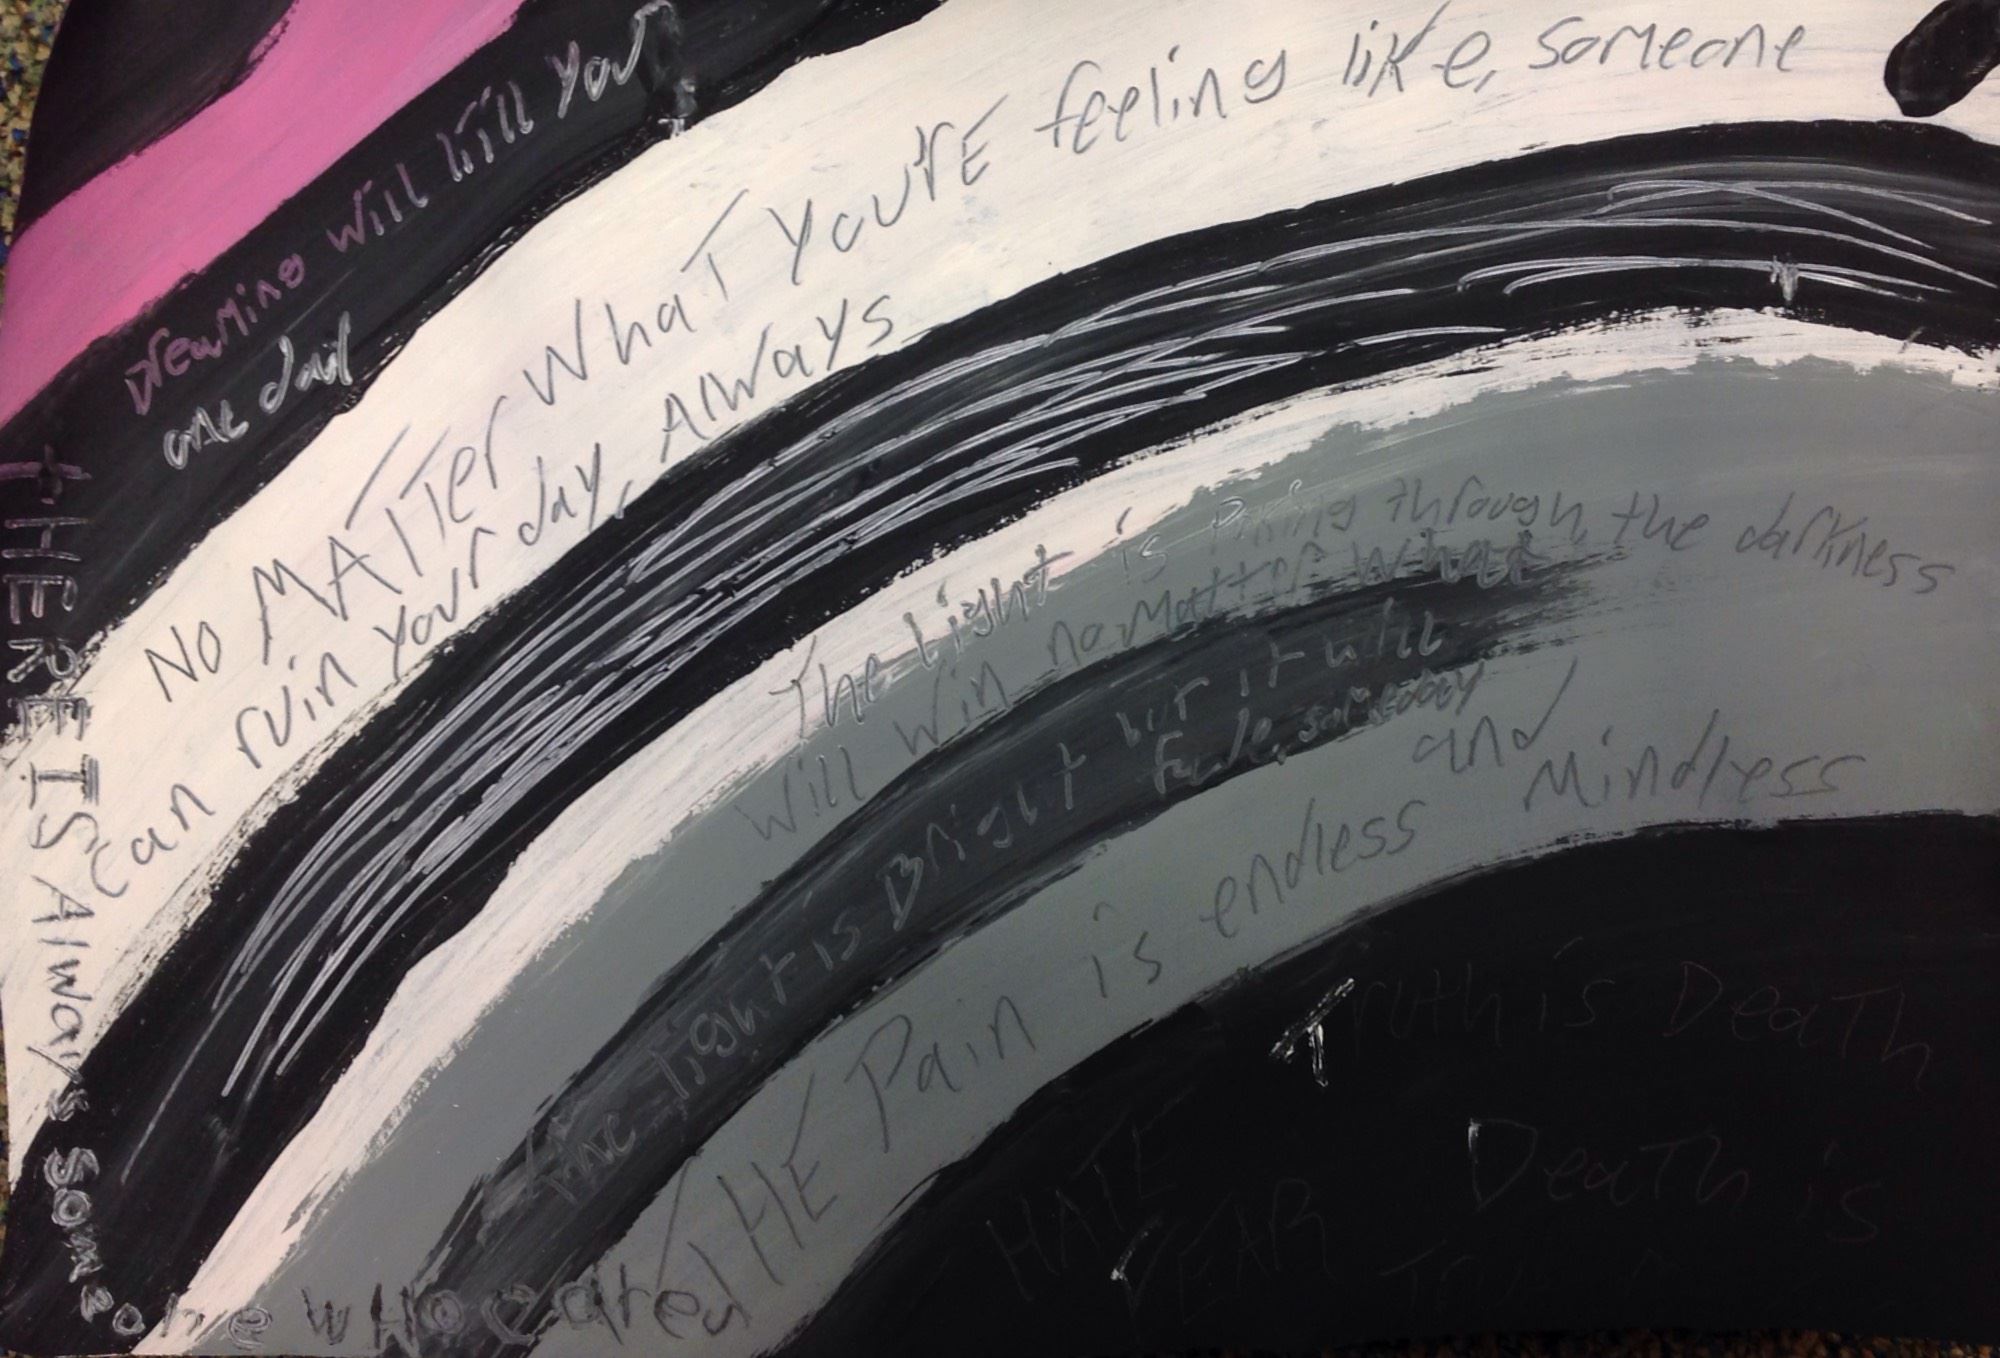 Dreaming will kill you
one day
No MATTer WhaT You'rE feeling like, someone
can ruin your day, Always
The Light is through the darkness
Will Win no Matter What
the light is Bright but it will
fade, someday
THE Pain is endless and Mindless
Truth is Death
Death is
HATE
FEAR
tHERE IS Always someone WHo cared